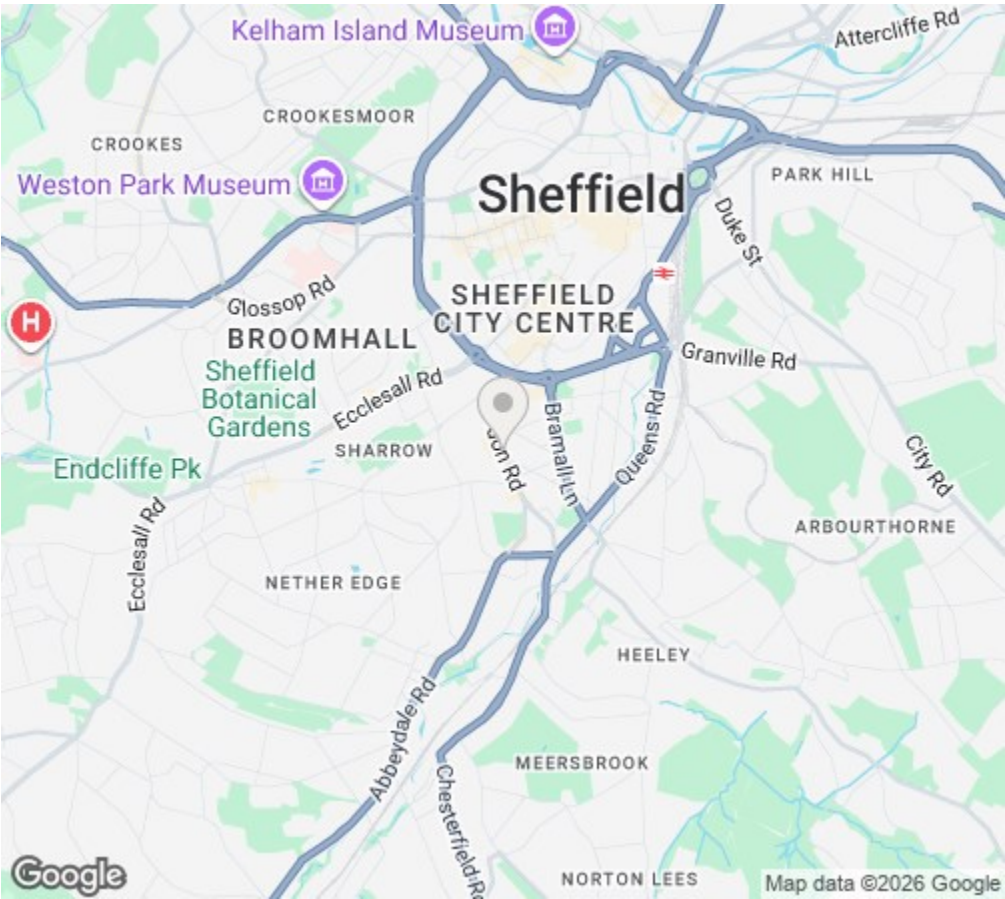 Kelham Island Museum
Attercliffe Rd
CROOKESMOOR
CROOKES
Weston Park Museum
PARK HILL
Sheffield
Duke St
Glossop Rd
SHEFFIELD
CITY CENTRE
H
BROOMHALL
Granville Rd
Sheffield
Botanical
Gardens
Ecclesall Rd
Bramall Ln
Queens Rd
SHARROW
Rd
City Rd
Endcliffe Pk
Ecclesall Rd
ARBOURTHORNE
NETHER EDGE
HEELEY
Abbeydale Rd
MEERSBROOK
Chesterfield Rd
NORTON LEES
Google
Map data ©2026 Google